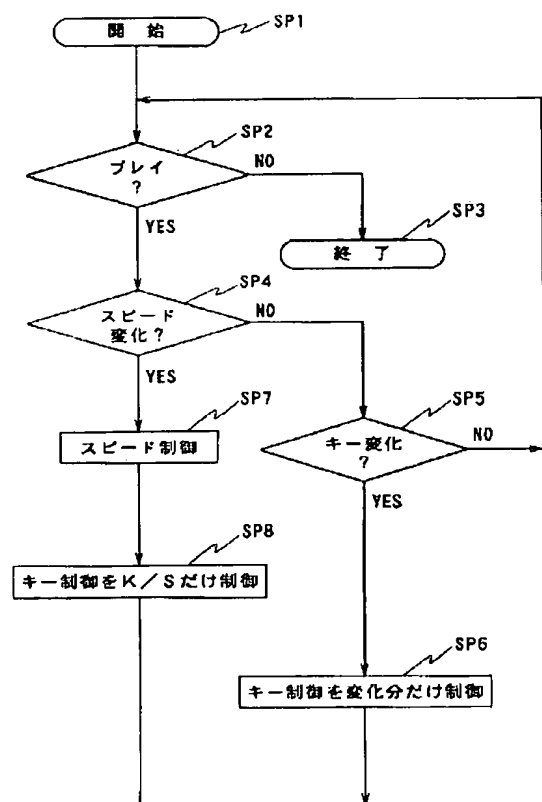 開始
SP1
SP2
プレイ
?
NO
YES
SP3
終了
SP4
スピード
変化?
NO
YES
SP7
スピード制御
SP5
キー変化
?
NO
YES
SP8
キー制御をK/Sだけ制御
SP6
キー制御を変化分だけ制御